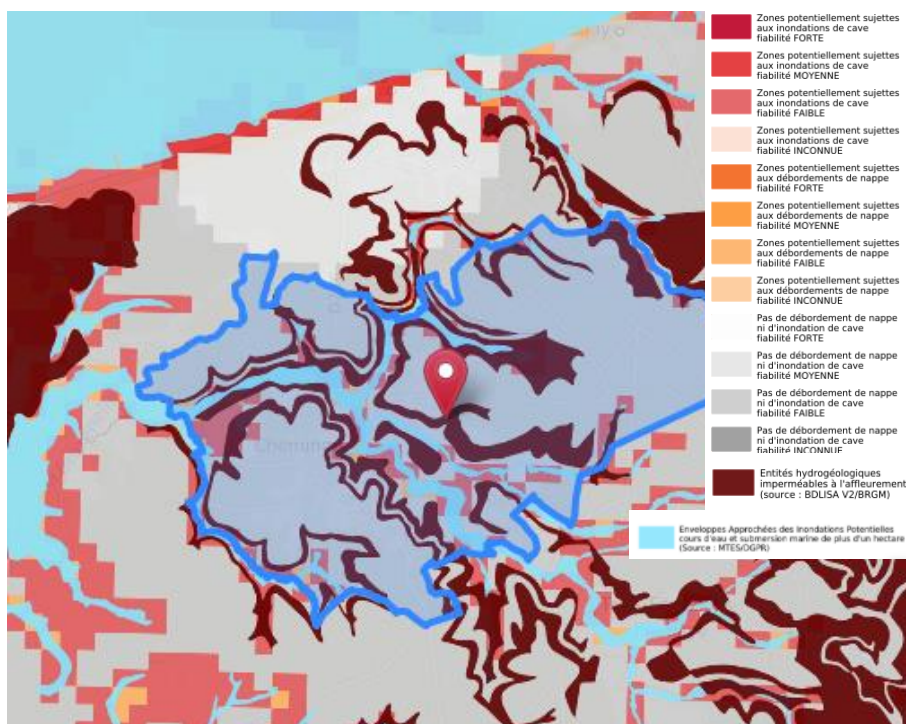 Zones potentiellement sujettes
aux inondations de cave
fiabilité FORTE
Zones potentiellement sujettes
aux inondations de cave
fiabilité MOYENNE
Zones potentiellement sujettes
aux inondations de cave
fiabilité FAIBLE
Zones potentiellement sujettes
aux inondations de cave
fiabilité INCONNUE
Zones potentiellement sujettes
aux débordements de nappe
fiabilité FORTE
Zones potentiellement sujettes
aux débordements de nappe
fiabilité MOYENNE
Zones potentiellement sujettes
aux débordements de nappe
fiabilité FAIBLE
Zones potentiellement sujettes
aux débordements de nappe
fiabilité INCONNUE
Pas de débordement de nappe
ni d'inondation de cave
fiabilité FORTE
Pas de débordement de nappe
ni d'inondation de cave
fiabilité MOYENNE
Pas de débordement de nappe
ni d'inondation de cave
fiabilité FAIBLE
Pas de débordement de nappe
ni d'inondation de cave
fiabilité INCONNUE
Entités hydrogéologiques
imperméables à l'affleurement
(source : BDLISA V2/BRGM)
Enveloppes Approchées des Inondations Potentielles
cours d'eau et submersion marine de plus d'un hectare
(Source : MTES/DGPR)